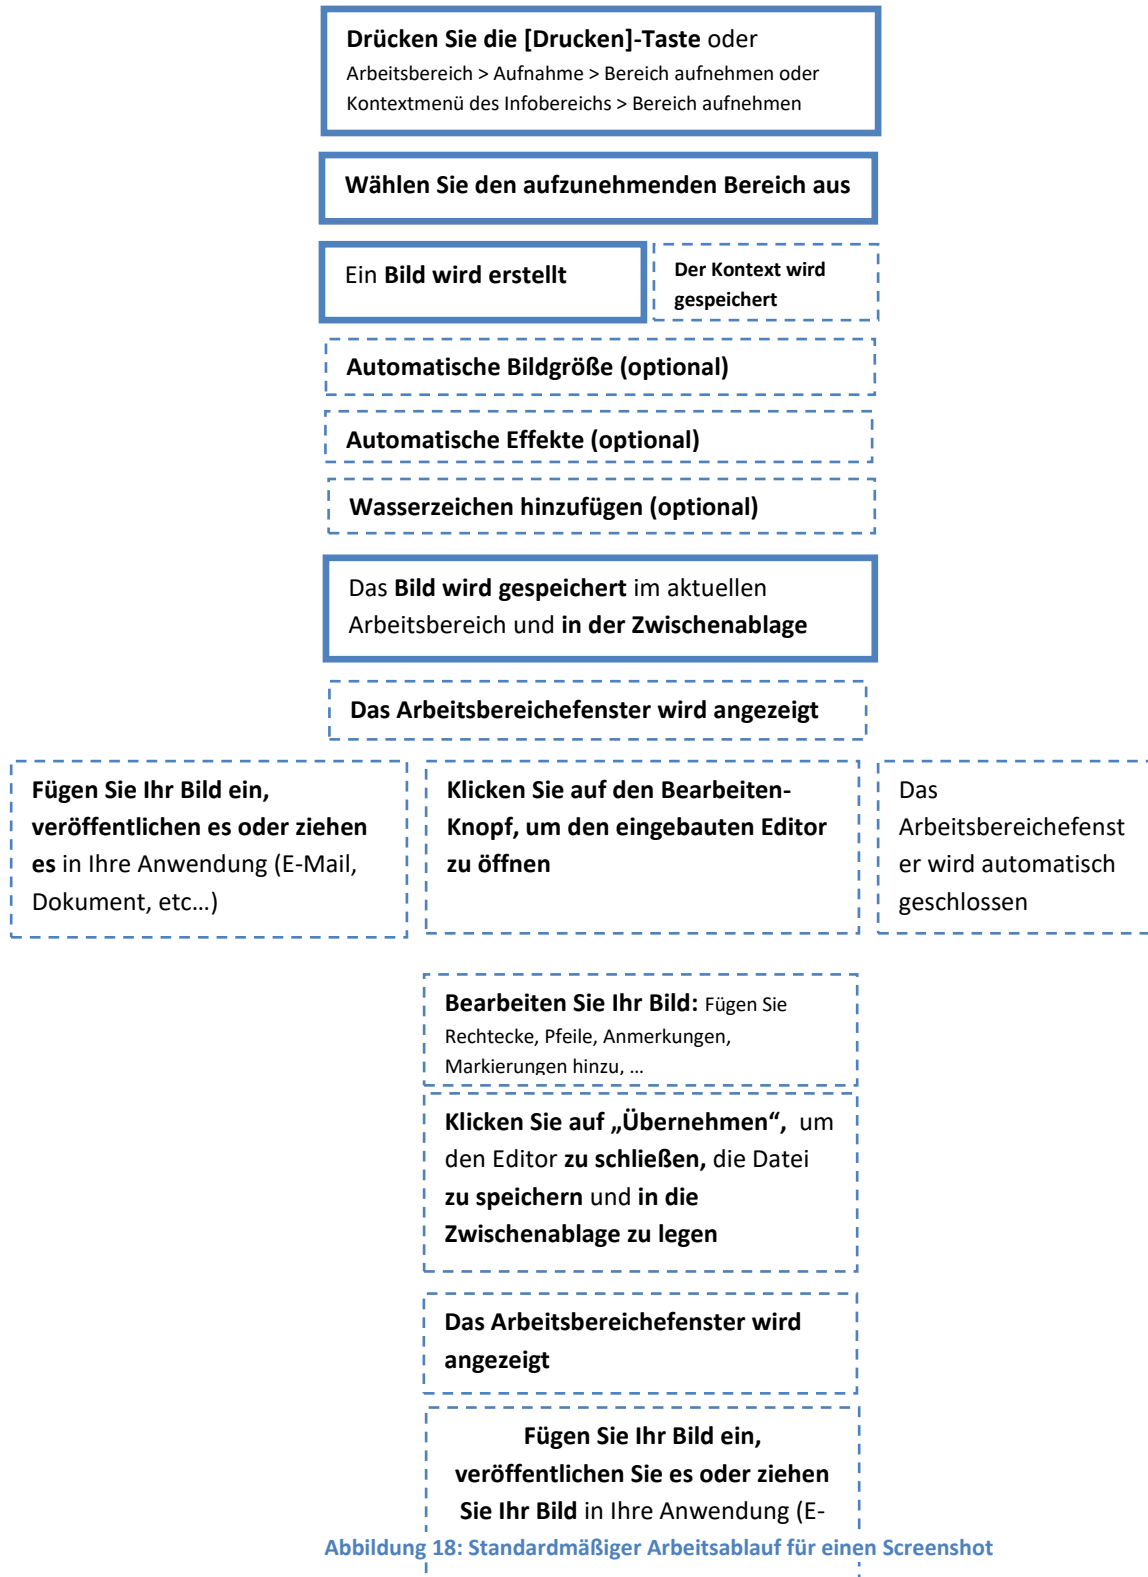 Drücken Sie die [Drucken]-Taste oder
Arbeitsbereich > Aufnahme > Bereich aufnehmen oder
Kontextmenü des Infobereichs > Bereich aufnehmen
Wählen Sie den aufzunehmenden Bereich aus
Ein Bild wird erstellt
Der Kontext wird
gespeichert
Automatische Bildgröße (optional)
Automatische Effekte (optional)
Wasserzeichen hinzufügen (optional)
Das Bild wird gespeichert im aktuellen
Arbeitsbereich und in der Zwischenablage
Das Arbeitsbereichefenster wird angezeigt
Fügen Sie Ihr Bild ein,
veröffentlichen es oder ziehen
es in Ihre Anwendung (E-Mail,
Dokument, etc…)
Klicken Sie auf den Bearbeiten-
Knopf, um den eingebauten Editor
zu öffnen
Das
Arbeitsbereichefenst
er wird automatisch
geschlossen
Bearbeiten Sie Ihr Bild: Fügen Sie
Rechtecke, Pfeile, Anmerkungen,
Markierungen hinzu, …
Klicken Sie auf „Übernehmen“, um
den Editor zu schließen, die Datei
zu speichern und in die
Zwischenablage zu legen
Das Arbeitsbereichefenster wird
angezeigt
Fügen Sie Ihr Bild ein,
veröffentlichen Sie es oder ziehen
Sie Ihr Bild in Ihre Anwendung (E-
Abbildung 18: Standardmäßiger Arbeitsablauf für einen Screenshot